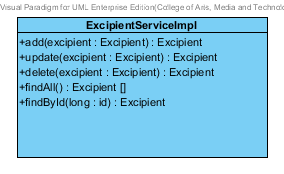 Visual Paradigm for UML Enterprise Edition(College of Arts, Media and Technolo
ExcipientServiceImpl
+add(excipient : Excipient) : Excipient
+update(excipient : Excipient) : Excipient
+delete(excipient : Excipient) : Excipient
+findAll() : Excipient []
+findById(long : id) : Excipient